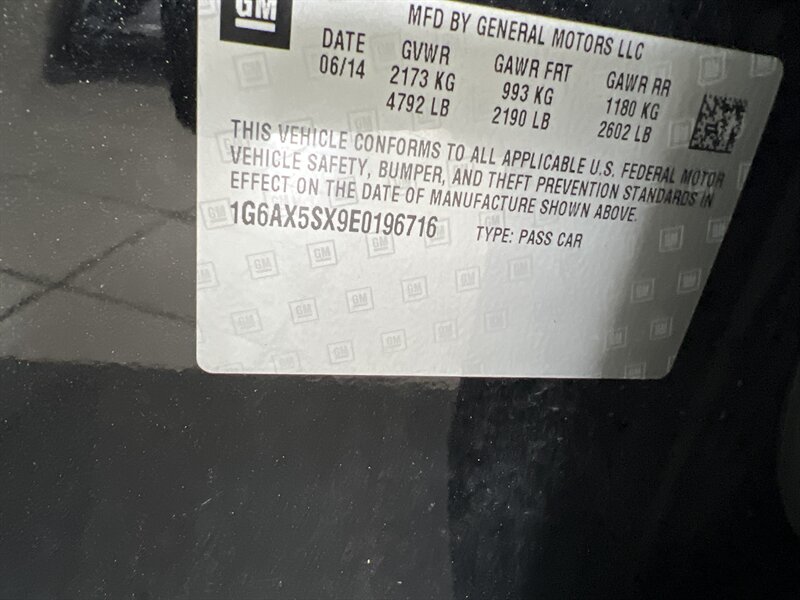 GM
MFD BY GENERAL MOTORS LLC
DATE GVWR GAWR FRT GAWR RR
06/14 2173 KG 993 KG 1180 KG
4792 LB 2190 LB 2602 LB
THIS VEHICLE CONFORMS TO ALL APPLICABLE U.S. FEDERAL MOTOR
VEHICLE SAFETY, BUMPER, AND THEFT PREVENTION STANDARDS IN
EFFECT ON THE DATE OF MANUFACTURE SHOWN ABOVE.
1G6AX5SX9E0196716 TYPE: PASS CAR